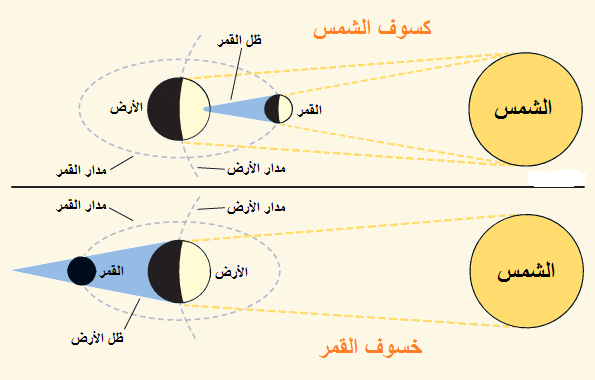 كسوف الشمس
ظل القمر
الأرض
القمر
الشمس
مدار القمر
مدار الأرض
مدار القمر
مدار الأرض
القمر
الأرض
الشمس
ظل الأرض
خسوف القمر